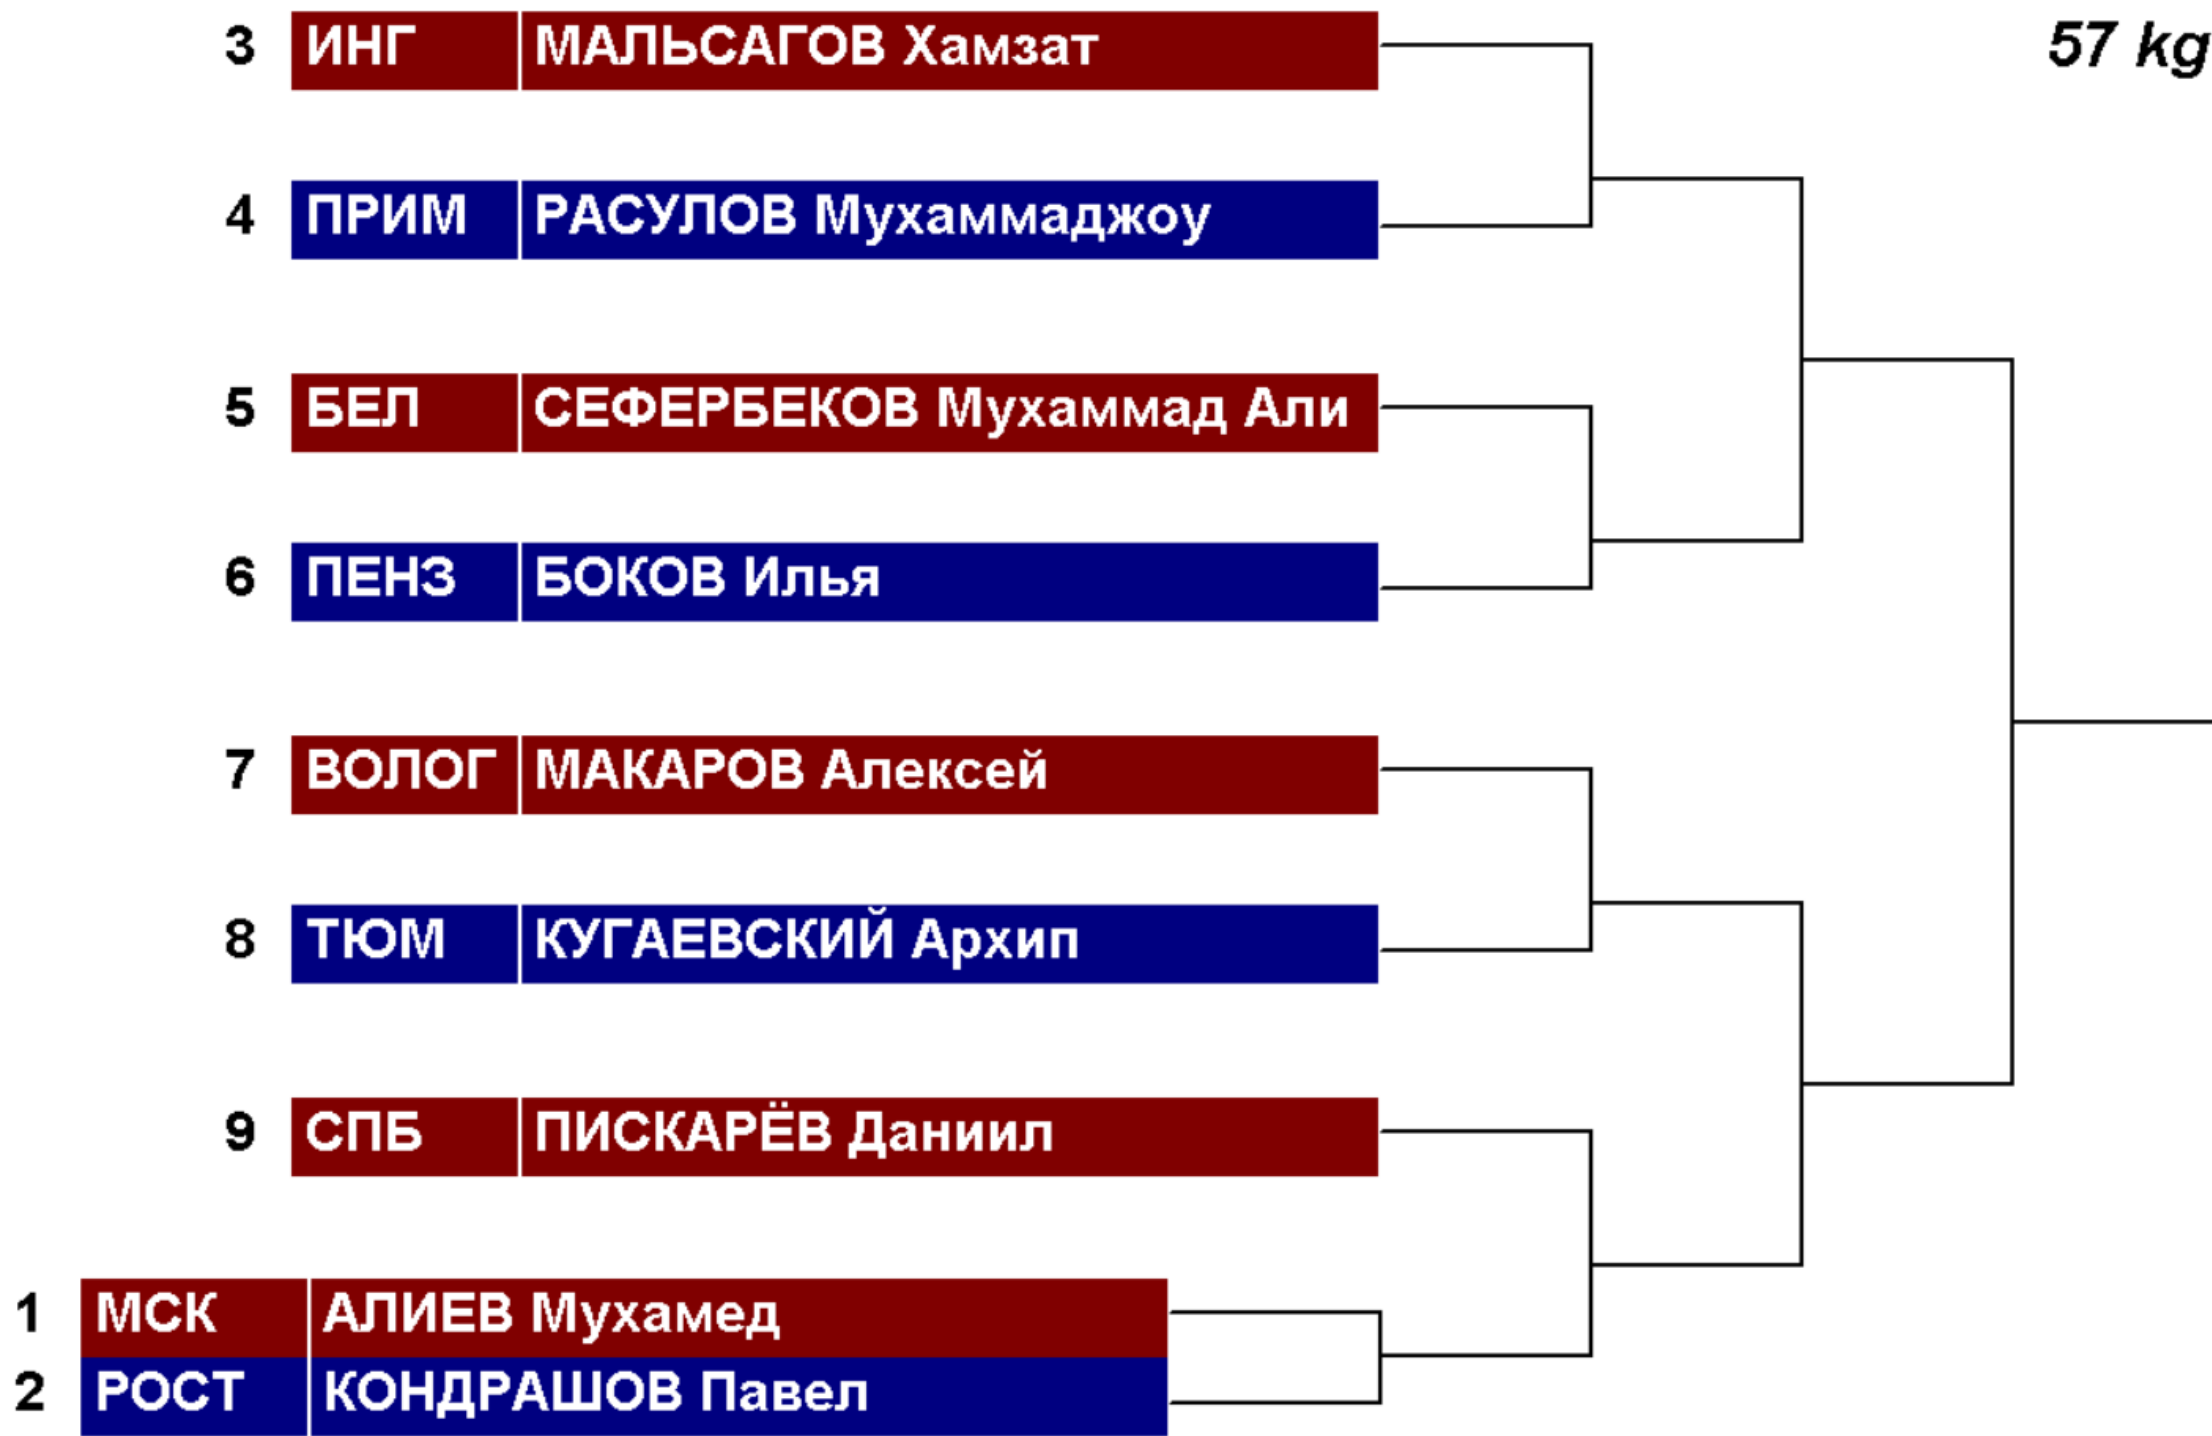 57 kg
3 ИНГ МАЛЬСАГОВ Хамзат
4 ПРИМ РАСУЛОВ Мухаммаджоу
5 БЕЛ СЕФЕРБЕКОВ Мухаммад Али
6 ПЕНЗ БОКОВ Илья
7 ВОЛОГ МАКАРОВ Алексей
8 ТЮМ КУГАЕВСКИЙ Архип
9 СПБ ПИСКАРЁВ Даниил
1 МСК АЛИЕВ Мухамед
2 РОСТ КОНДРАШОВ Павел